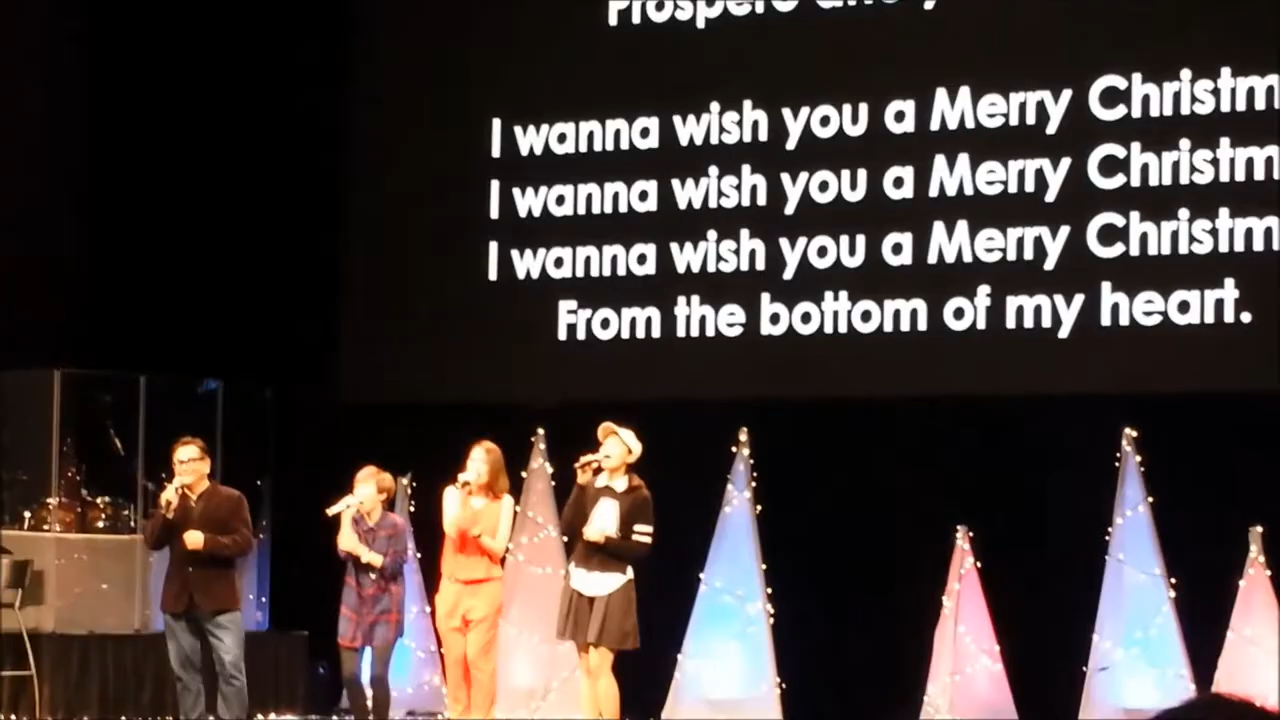 Prospero
I wanna wish you a Merry Christm
I wanna wish you a Merry Christm
I wanna wish you a Merry Christm
From the bottom of my heart.